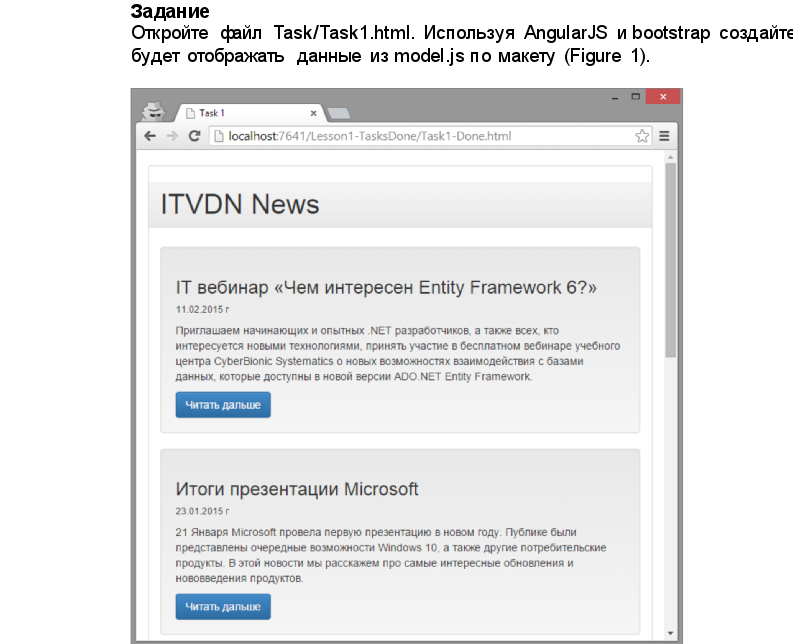 Задание
Откройте файл Task/Task1.html. Используя AngularJS и bootstrap создайте
будет отображать данные из model.js по макету (Figure 1).
Task 1
localhost:7641/Lesson1-TasksDone/Task1-Done.html
ITVDN News
IT вебинар «Чем интересен Entity Framework 6?»
11.02.2015 г
Приглашаем начинающих и опытных .NET разработчиков, а также всех, кто
интересуется новыми технологиями, принять участие в бесплатном вебинаре учебного
центра CyberBionic Systematics о новых возможностях взаимодействия с базами
данных, которые доступны в новой версии ADO.NET Entity Framework.
Читать дальше
Итоги презентации Microsoft
23.01.2015 г
21 Января Microsoft провела первую презентацию в новом году. Публике были
представлены очередные возможности Windows 10, а также другие потребительские
продукты. В этой новости мы расскажем про самые интересные обновления и
нововведения продуктов.
Читать дальше